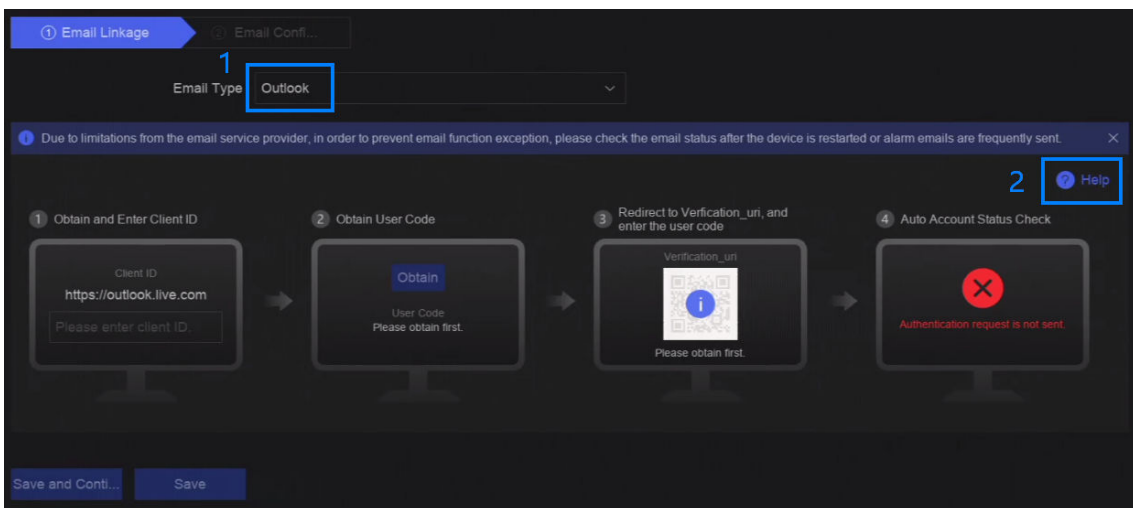 1 Email Linkage
2 Email Confi...
1
Email Type Outlook
Due to limitations from the email service provider, in order to prevent email function exception, please check the email status after the device is restarted or alarm emails are frequently sent.
2 ? Help
1 Obtain and Enter Client ID
Client ID
https://outlook.live.com
Please enter client ID.
2 Obtain User Code
Obtain
User Code
Please obtain first.
3 Redirect to Verfication_uri, and
enter the user code
Verification_uri
Please obtain first.
4 Auto Account Status Check
Authentication request is not sent.
Save and Conti...
Save